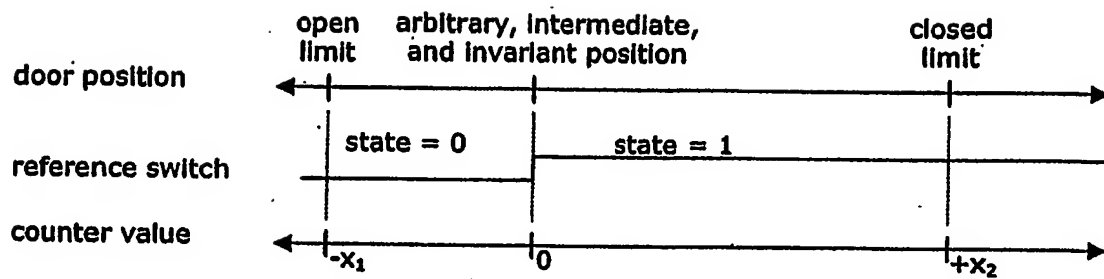 open limit
arbitrary, intermediate, and invariant position
closed limit
door position
state = 0
state = 1
reference switch
counter value
-x₁
0
+x₂